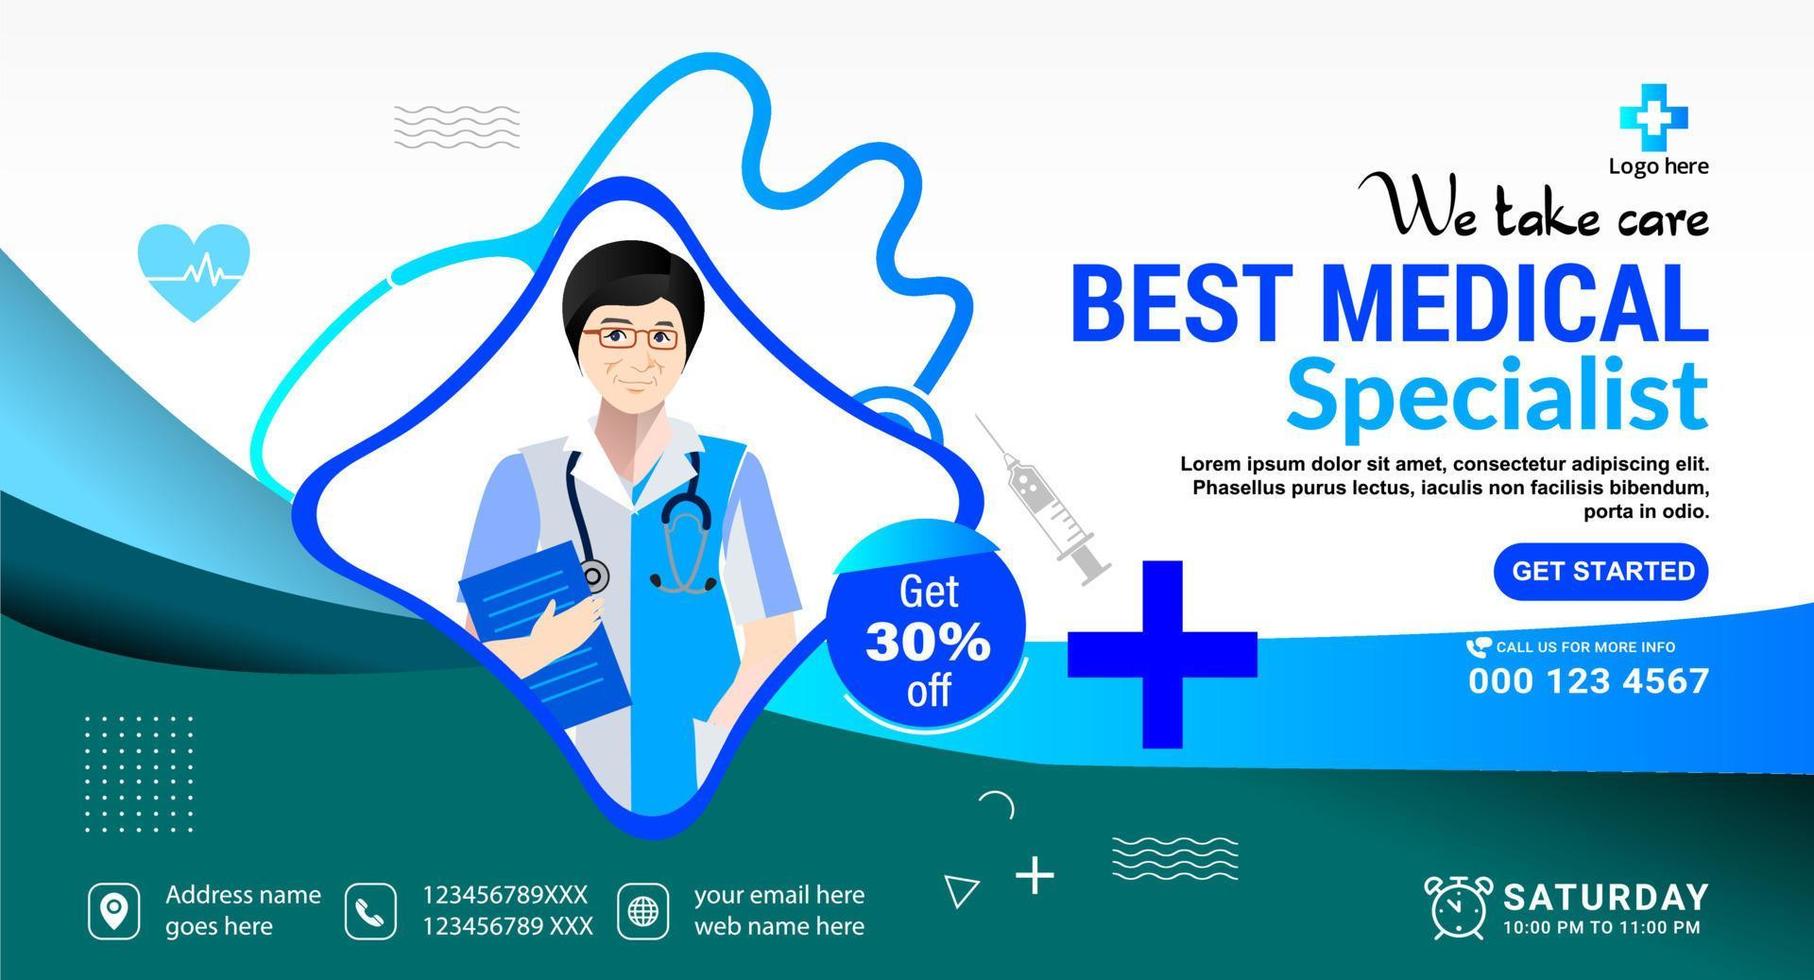 Logo here
We take care
BEST MEDICAL
Specialist
Lorem ipsum dolor sit amet, consectetur adipiscing elit.
Phasellus purus lectus, iaculis non facilisis bibendum,
porta in odio.
GET STARTED
Get
30%
off
CALL US FOR MORE INFO
000 123 4567
Address name
goes here
123456789XXX
123456789 XXX
your email here
web name here
SATURDAY
10:00 PM TO 11:00 PM